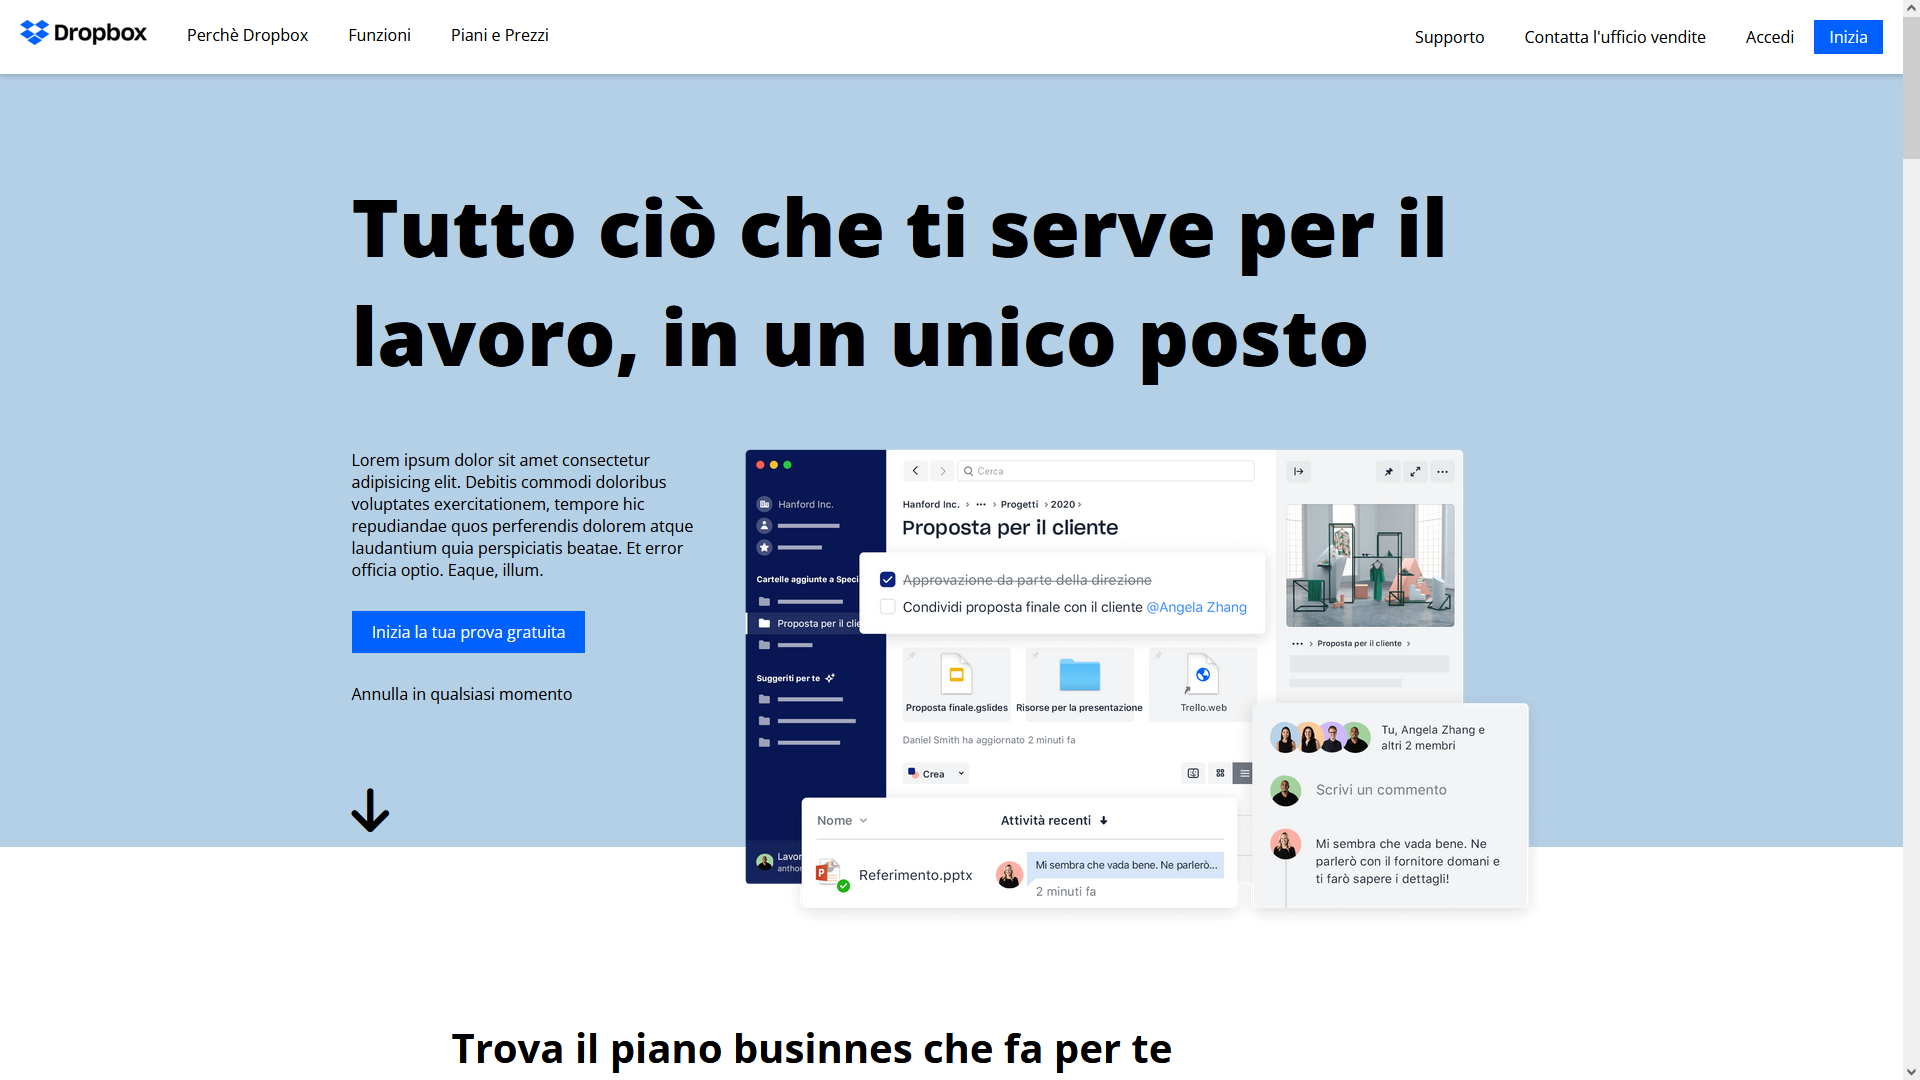 Dropbox
Perchè Dropbox
Funzioni
Piani e Prezzi
Supporto
Contatta l'ufficio vendite
Accedi
Inizia
Tutto ciò che ti serve per il
lavoro, in un unico posto
Lorem ipsum dolor sit amet consectetur
adipisicing elit. Debitis commodi doloribus
voluptates exercitationem, tempore hic
repudiandae quos perferendis dolorem atque
laudantium quia perspiciatis beatae. Et error
officia optio. Eaque, illum.
Inizia la tua prova gratuita
Annulla in qualsiasi momento
Hanford Inc.
Cartelle aggiunte a Speci
Proposta per il clie
Suggeriti per te
Lavor
anthor
Cerca
Hanford Inc. › ··· › Progetti › 2020 ›
Proposta per il cliente
Approvazione da parte della direzione
Condividi proposta finale con il cliente @Angela Zhang
Proposta finale.gslides
Risorse per la presentazione
Trello.web
Daniel Smith ha aggiornato 2 minuti fa
Crea
Nome
Attività recenti
P
Referimento.pptx
Mi sembra che vada bene. Ne parlerò...
2 minuti fa
··· › Proposta per il cliente ›
Tu, Angela Zhang e
altri 2 membri
Scrivi un commento
Mi sembra che vada bene. Ne
parlerò con il fornitore domani e
ti farò sapere i dettagli!
Trova il piano businnes che fa per te